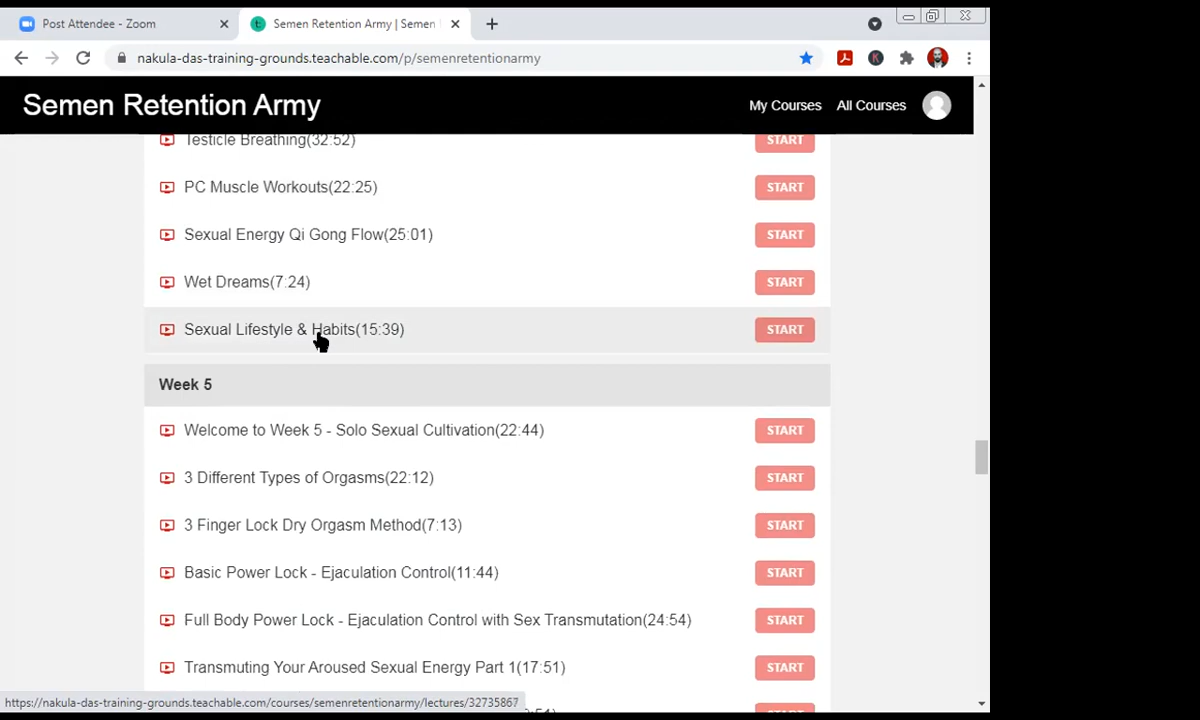 Post Attendee - Zoom
Semen Retention Army | Semen
nakula-das-training-grounds.teachable.com/p/semenretentionarmy
Semen Retention Army
My Courses
All Courses
Testicle Breathing(32:52)
START
PC Muscle Workouts(22:25)
START
Sexual Energy Qi Gong Flow(25:01)
START
Wet Dreams(7:24)
START
Sexual Lifestyle & Habits(15:39)
START
Week 5
Welcome to Week 5 - Solo Sexual Cultivation(22:44)
START
3 Different Types of Orgasms(22:12)
START
3 Finger Lock Dry Orgasm Method(7:13)
START
Basic Power Lock - Ejaculation Control(11:44)
START
Full Body Power Lock - Ejaculation Control with Sex Transmutation(24:54)
START
Transmuting Your Aroused Sexual Energy Part 1(17:51)
START
https://nakula-das-training-grounds.teachable.com/courses/semenretentionarmy/lectures/32735867